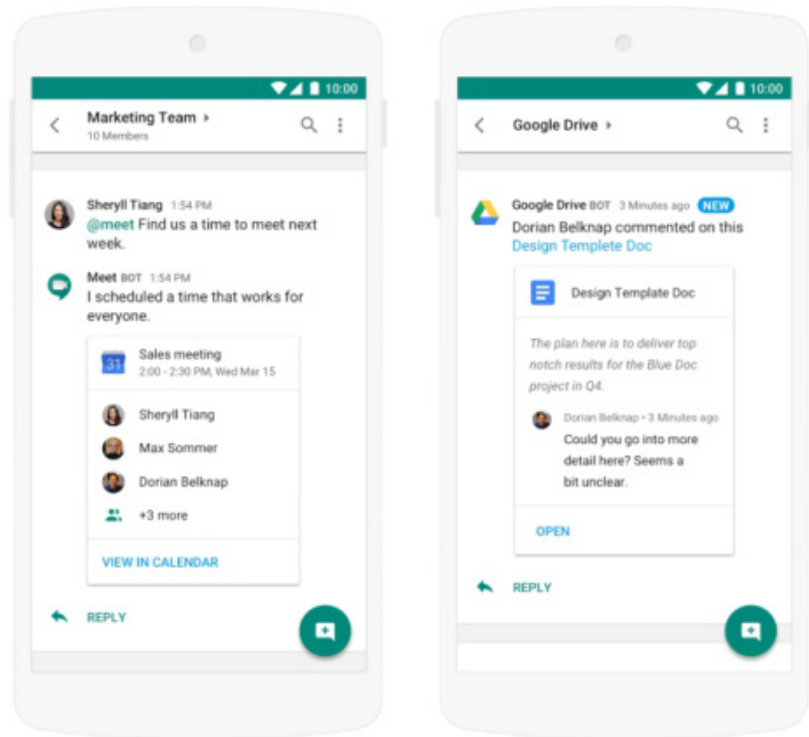 10:00
Marketing Team
10 Members
Sheryll Tiang 1:54 PM
@meet Find us a time to meet next
week.
Meet BOT 1:54 PM
I scheduled a time that works for
everyone.
31
Sales meeting
2:00 - 2:30 PM, Wed Mar 15
Sheryll Tiang
Max Sommer
Dorian Belknap
+3 more
VIEW IN CALENDAR
REPLY
10:00
Google Drive
Google Drive BOT 3 Minutes ago NEW
Dorian Belknap commented on this
Design Templete Doc
Design Template Doc
The plan here is to deliver top
notch results for the Blue Doc
project in Q4.
Dorian Belknap • 3 Minutes ago
Could you go into more
detail here? Seems a
bit unclear.
OPEN
REPLY